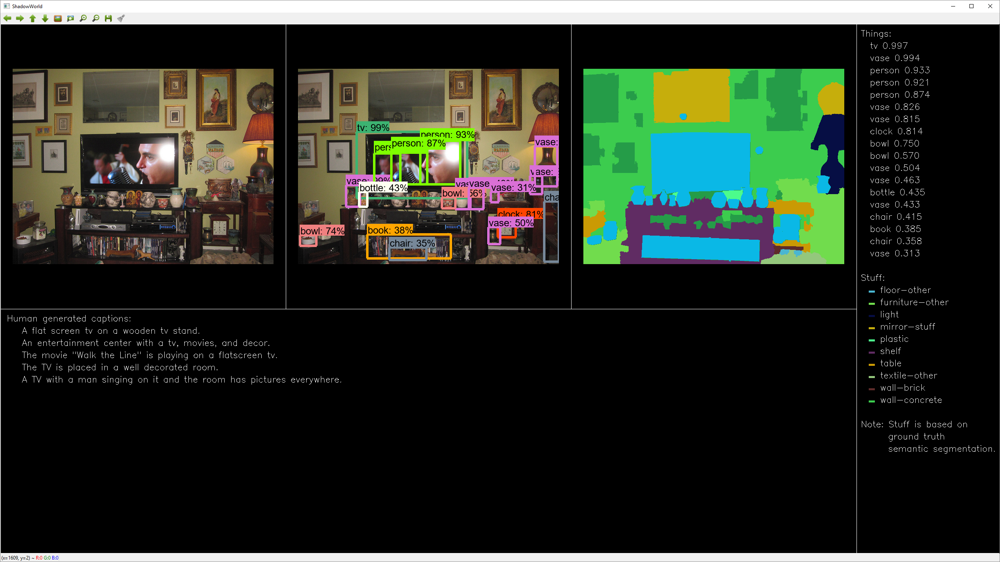 ShadowWorld
WANDER
tv: 99%
person: 93%
person: 87%
pers
vase:
vase:
vase: 99%
bottle: 43%
vas
vase
vase: 31%
bowl: 56%
cha
clock: 81%
vase: 50%
bowl: 74%
book: 38%
chair: 35%
WANDER
Things:
tv 0.997
vase 0.994
person 0.933
person 0.921
person 0.874
vase 0.826
vase 0.815
clock 0.814
bowl 0.750
bowl 0.570
vase 0.504
vase 0.463
bottle 0.435
vase 0.433
chair 0.415
book 0.385
chair 0.358
vase 0.313
Stuff:
floor-other
furniture-other
light
mirror-stuff
plastic
shelf
table
textile-other
wall-brick
wall-concrete
Note: Stuff is based on
ground truth
semantic segmentation.
Human generated captions:
A flat screen tv on a wooden tv stand.
An entertainment center with a tv, movies, and decor.
The movie "Walk the Line" is playing on a flatscreen tv.
The TV is placed in a well decorated room.
A TV with a man singing on it and the room has pictures everywhere.
(x=1609, y=2) ~ R:0 G:0 B:0